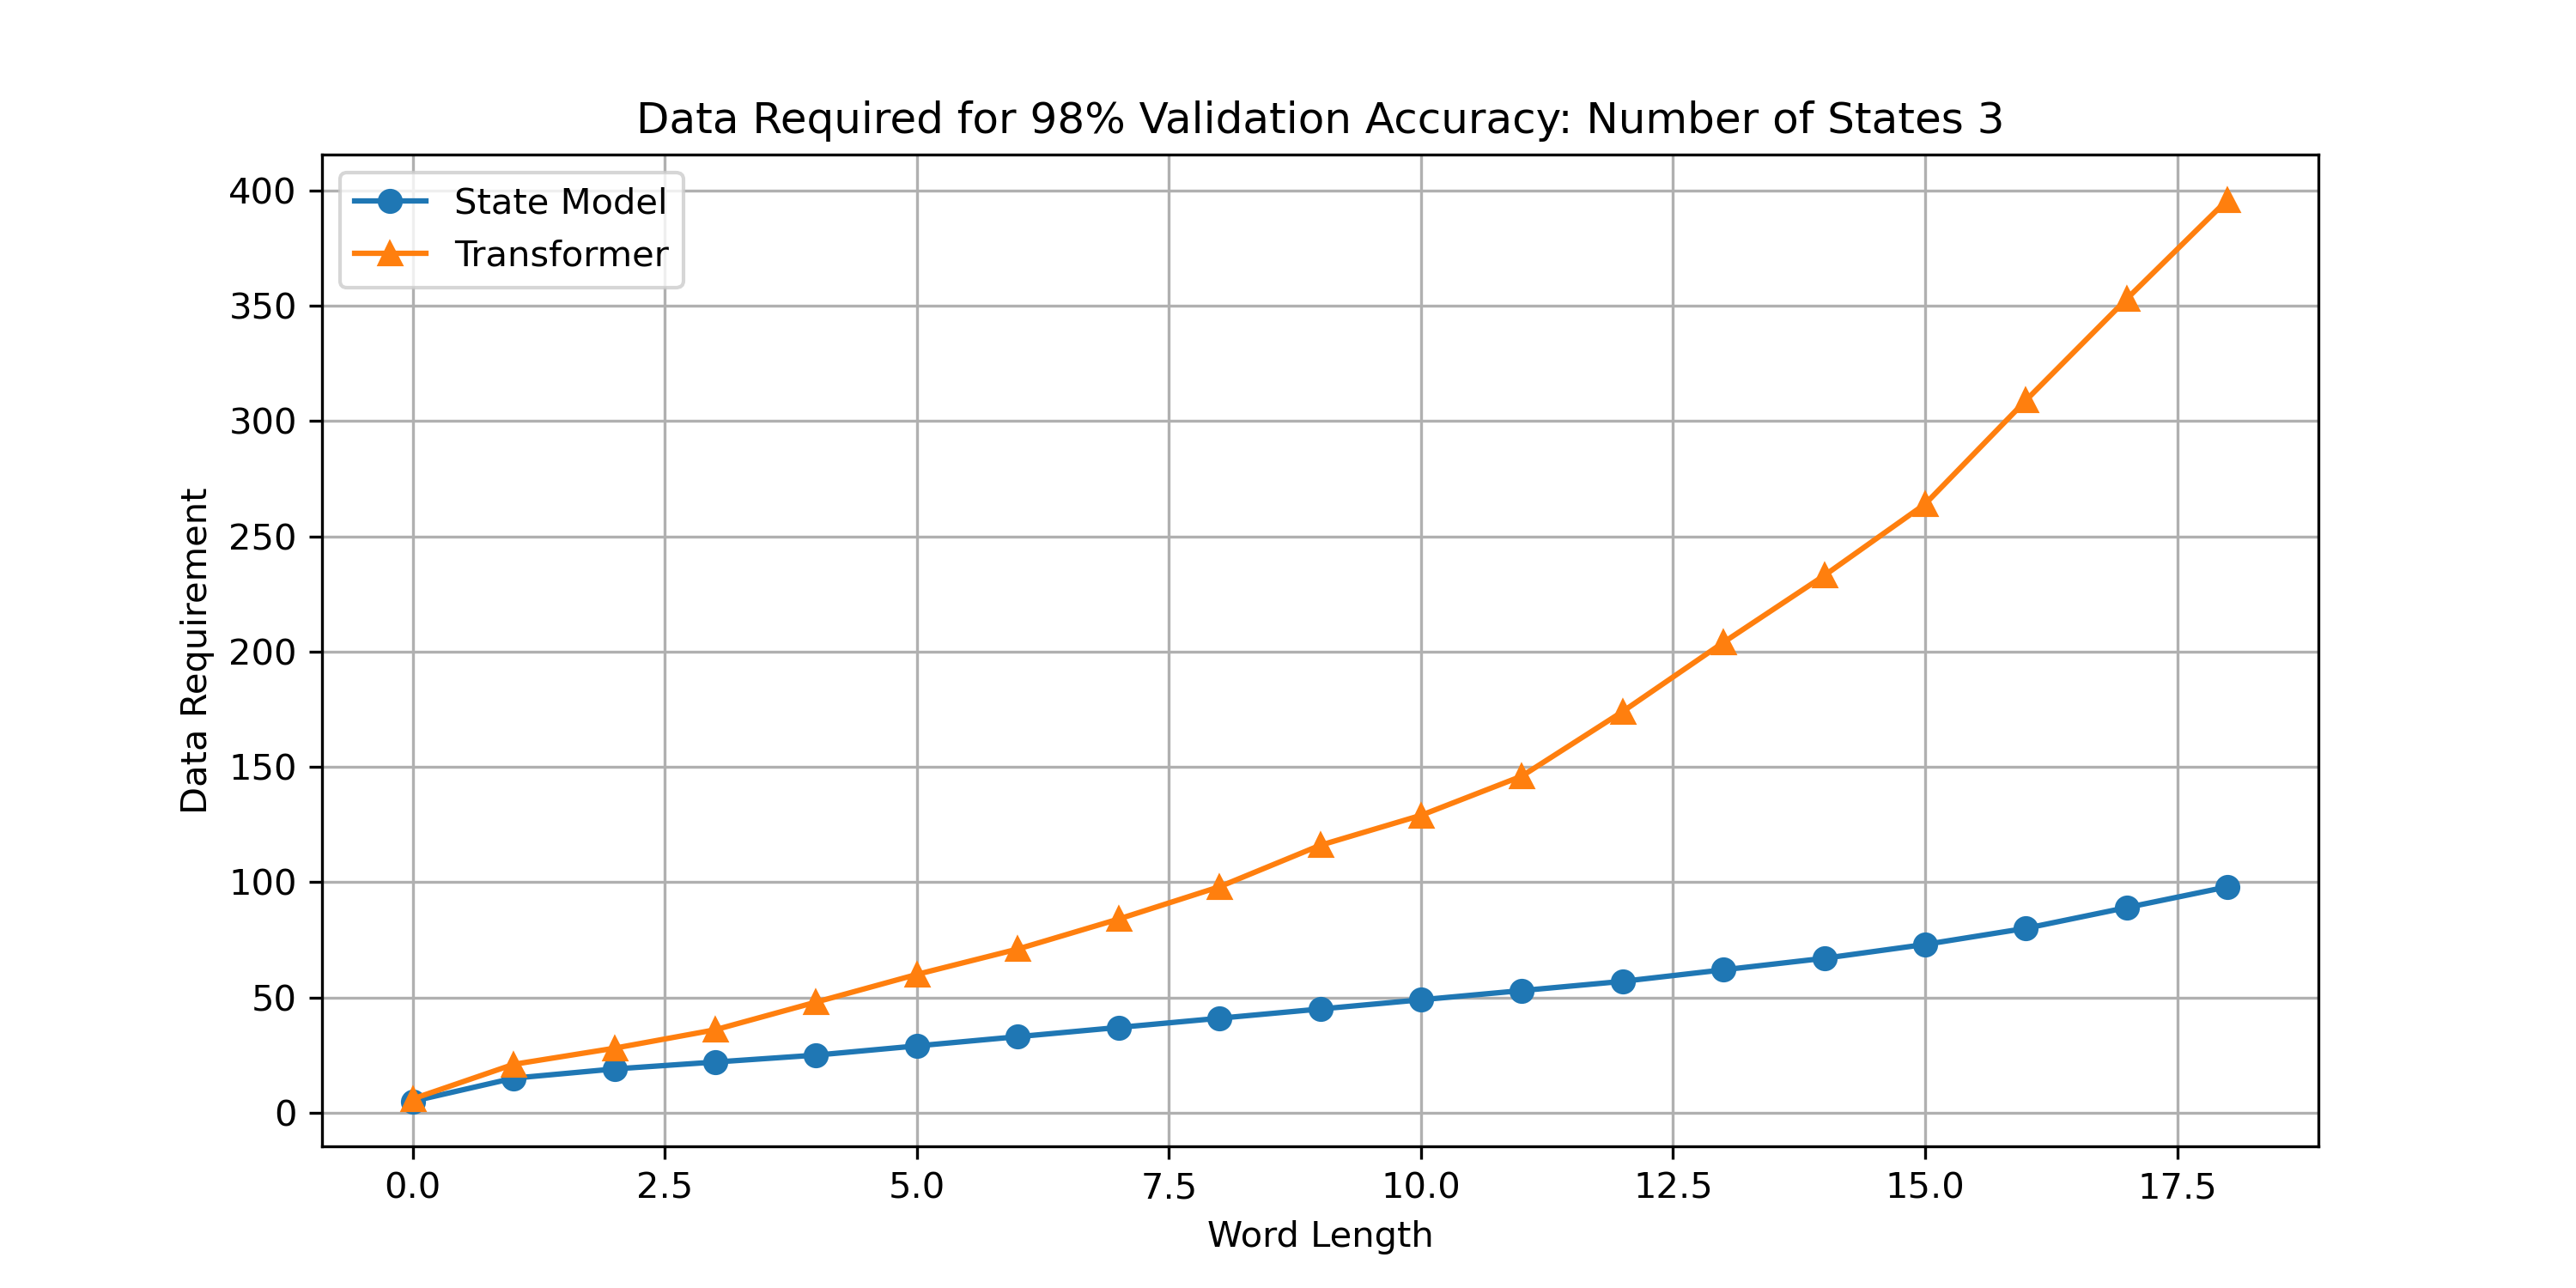 Data Required for 98% Validation Accuracy: Number of States 3
State Model
Transformer
400
350
300
250
200
150
100
50
0
Data Requirement
0.0 2.5 5.0 7.5 10.0 12.5 15.0 17.5
Word Length